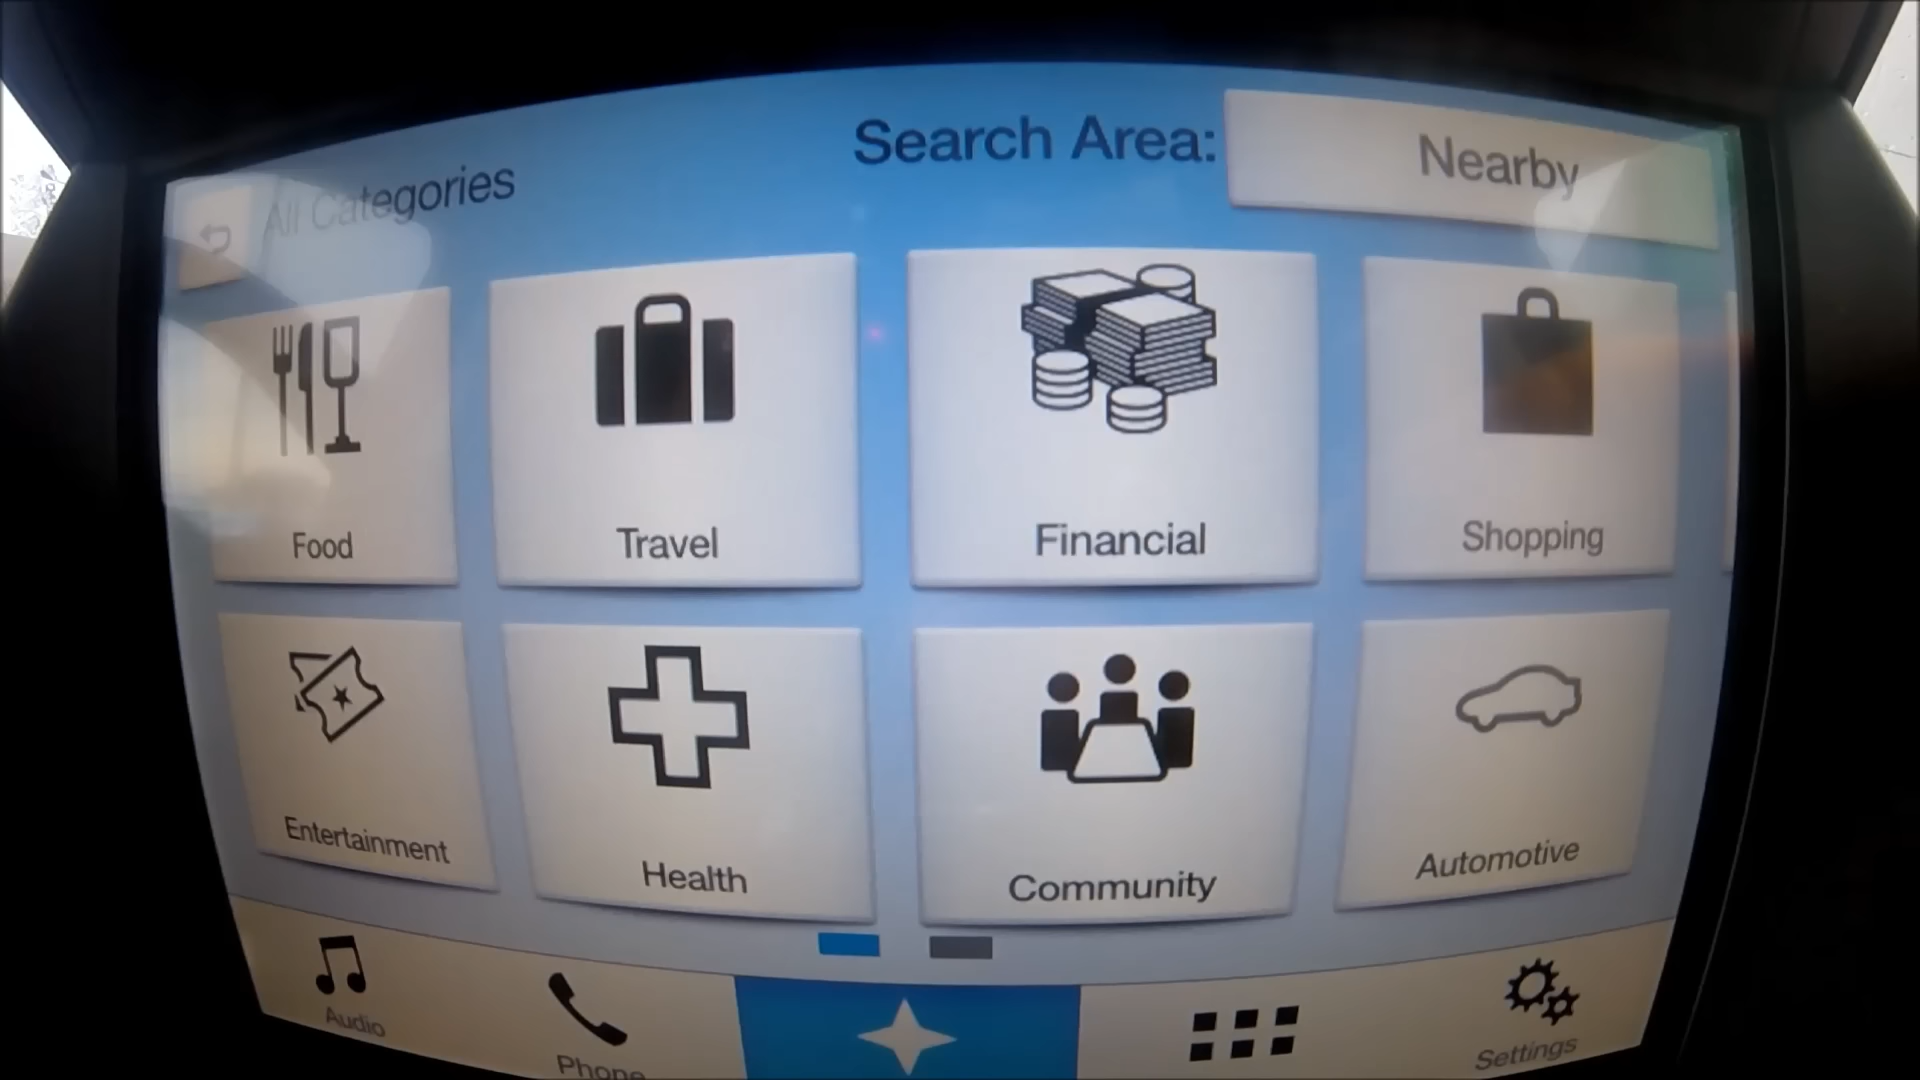 All Categories
Search Area:
Nearby
Food
Travel
Financial
Shopping
Entertainment
Health
Community
Automotive
Audio
Phone
Settings